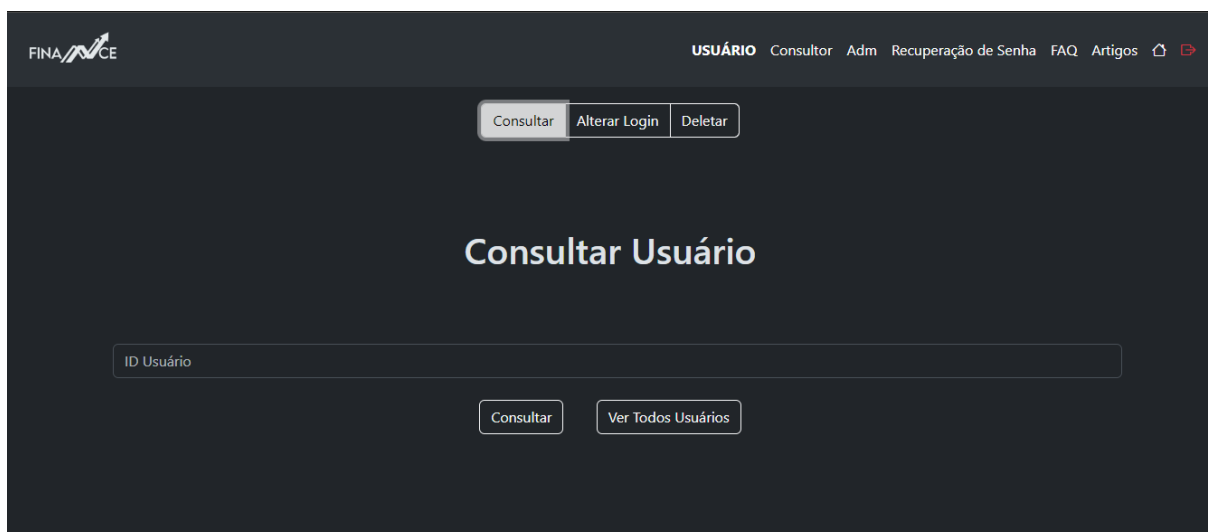 FINANCE
USUÁRIO Consultor Adm Recuperação de Senha FAQ Artigos
Consultar Alterar Login Deletar
Consultar Usuário
ID Usuário
Consultar Ver Todos Usuários